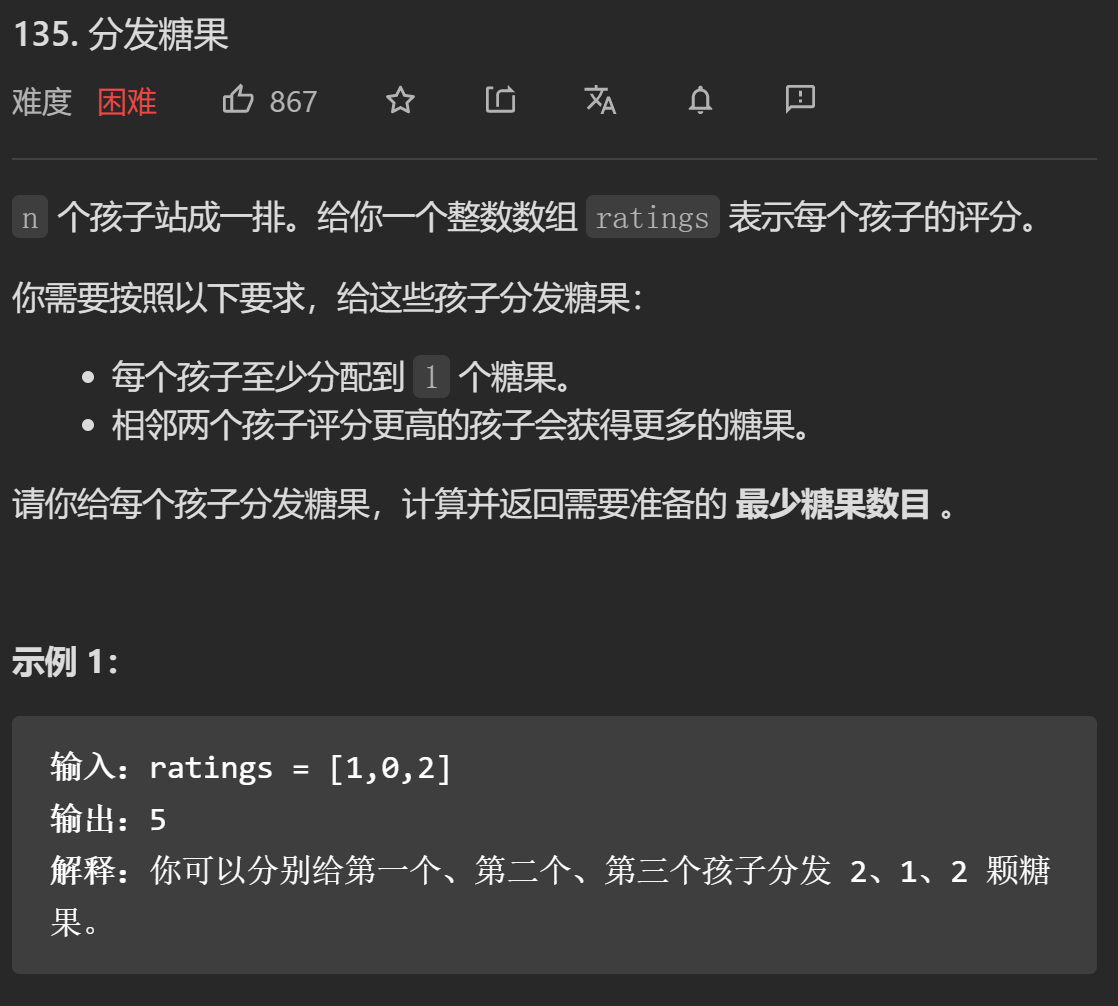 135. 分发糖果
难度 困难 867
n 个孩子站成一排。给你一个整数数组 ratings 表示每个孩子的评分。
你需要按照以下要求，给这些孩子分发糖果：
• 每个孩子至少分配到 1 个糖果。
• 相邻两个孩子评分更高的孩子会获得更多的糖果。
请你给每个孩子分发糖果，计算并返回需要准备的 最少糖果数目 。
示例 1：
输入：ratings = [1,0,2]
输出：5
解释：你可以分别给第一个、第二个、第三个孩子分发 2、1、2 颗糖
果。